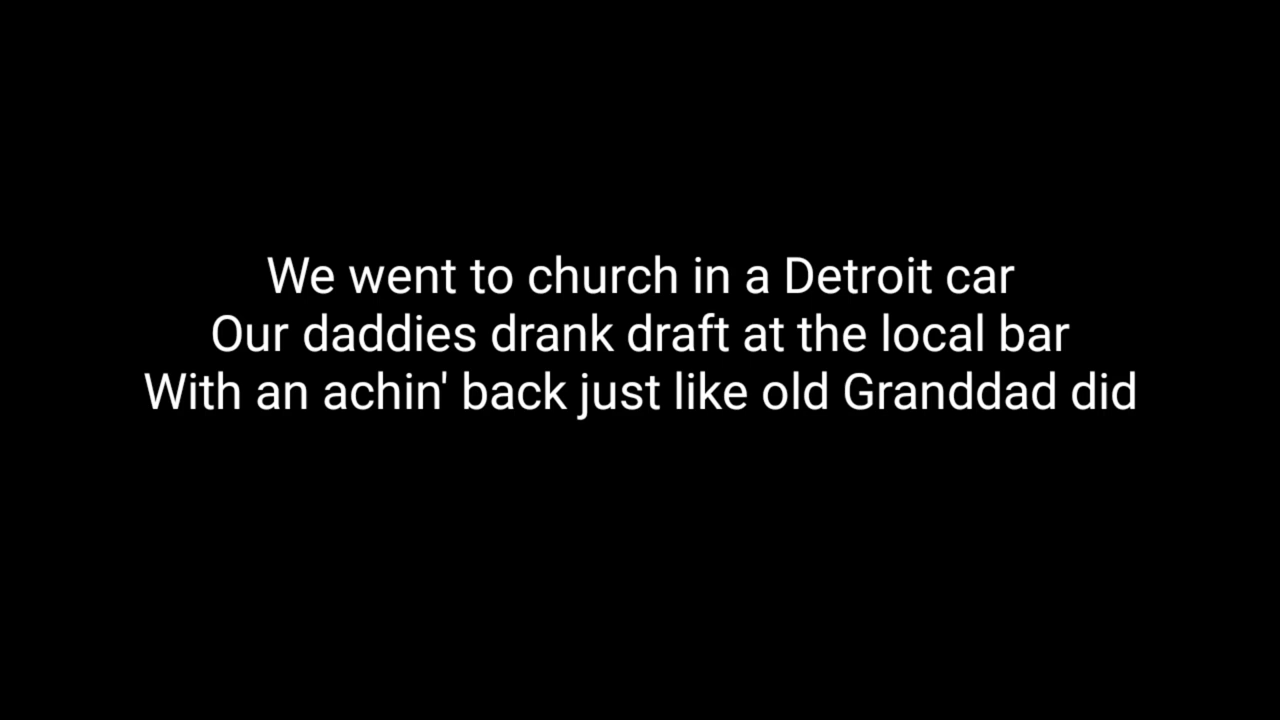 We went to church in a Detroit car
Our daddies drank draft at the local bar
With an achin' back just like old Granddad did